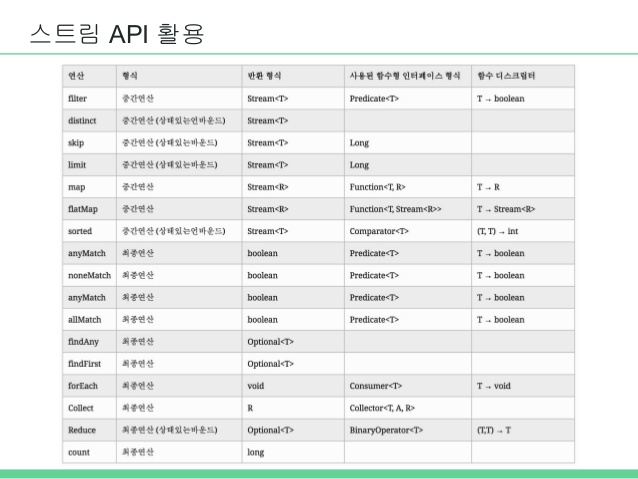 스트림 API 활용
연산 형식 반환 형식 사용된 함수형 인터페이스 형식 함수 디스크립터
filter 중간연산 Stream<T> Predicate<T> T → boolean
distinct 중간연산 (상태있는언바운드) Stream<T>
skip 중간연산 (상태있는바운드) Stream<T> Long
limit 중간연산 (상태있는바운드) Stream<T> Long
map 중간연산 Stream<R> Function<T, R> T → R
flatMap 중간연산 Stream<R> Function<T, Stream<R>> T → Stream<R>
sorted 중간연산 (상태있는언바운드) Stream<T> Comparator<T> (T, T) → int
anyMatch 최종연산 boolean Predicate<T> T → boolean
noneMatch 최종연산 boolean Predicate<T> T → boolean
anyMatch 최종연산 boolean Predicate<T> T → boolean
allMatch 최종연산 boolean Predicate<T> T → boolean
findAny 최종연산 Optional<T>
findFirst 최종연산 Optional<T>
forEach 최종연산 void Consumer<T> T → void
Collect 최종연산 R Collector<T, A, R>
Reduce 최종연산 (상태있는바운드) Optional<T> BinaryOperator<T> (T,T) → T
count 최종연산 long